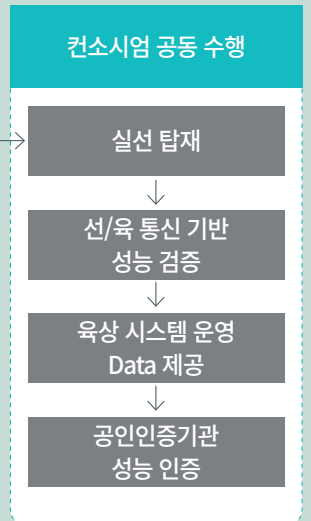 컨소시엄 공동 수행
실선 탑재
선/육 통신 기반
성능 검증
육상 시스템 운영
Data 제공
공인인증기관
성능 인증